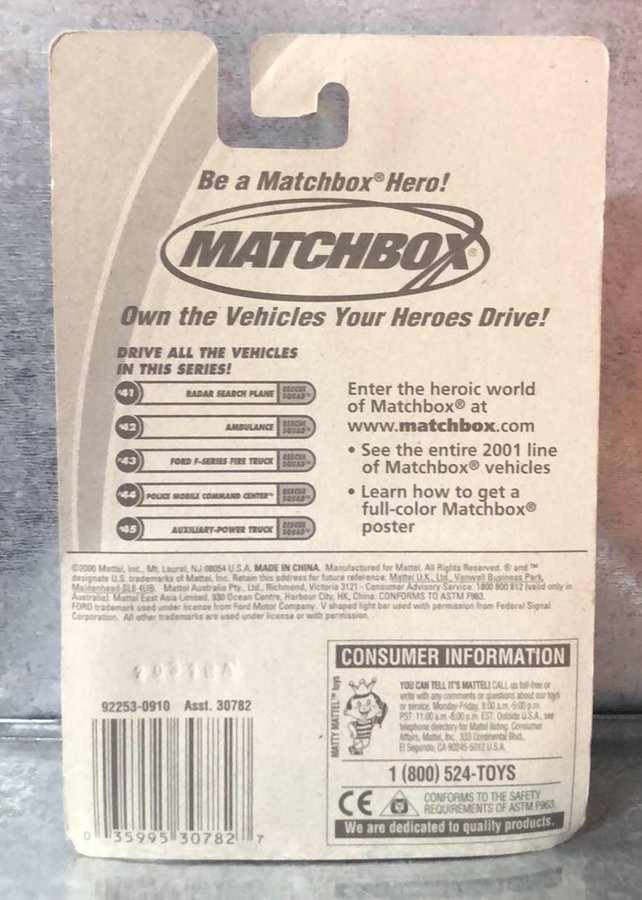 Be a Matchbox® Hero!
MATCHBOX®
Own the Vehicles Your Heroes Drive!
DRIVE ALL THE VEHICLES
IN THIS SERIES!
#41 RADAR SEARCH PLANE RESCUE SQUAD™
#42 AMBULANCE RESCUE SQUAD™
#43 FORD F-SERIES FIRE TRUCK RESCUE SQUAD™
#44 POLICE MOBILE COMMAND CENTER™ RESCUE SQUAD™
#45 AUXILIARY-POWER TRUCK RESCUE SQUAD™
Enter the heroic world
of Matchbox® at
www.matchbox.com
• See the entire 2001 line
of Matchbox® vehicles
• Learn how to get a
full-color Matchbox®
poster
©2000 Mattel, Inc., Mt. Laurel, NJ 08054 U.S.A. MADE IN CHINA. Manufactured for Mattel. All Rights Reserved. ® and ™
designate U.S. trademarks of Mattel, Inc. Retain this address for future reference: Mattel U.K., Ltd., Vanwall Business Park,
Maidenhead SL6 4UB. Mattel Australia Pty., Ltd., Richmond, Victoria 3121 - Consumer Advisory Service: 1800 800 812 (valid only in
Australia). Mattel East Asia Limited, 930 Ocean Centre, Harbour City, HK, China. CONFORMS TO ASTM F963.
FORD trademark used under license from Ford Motor Company. V shaped light bar used with permission from Federal Signal
Corporation. All other trademarks are used under license or with permission.
92253-0910 Asst. 30782
0 35995 30782 7
CONSUMER INFORMATION
MATTY MATTEL™ toys
YOU CAN TELL IT'S MATTEL! CALL us toll-free or
write with any comments or questions about our toys
or service. Monday-Friday, 8:00 a.m.-5:00 p.m.
PST: 11:00 a.m.-8:00 p.m. EST. Outside U.S.A., see
telephone directory for Mattel listing. Consumer
Affairs, Mattel, Inc. 333 Continental Blvd.,
El Segundo, CA 90245-5012 U.S.A.
1 (800) 524-TOYS
CE
CONFORMS TO THE SAFETY
REQUIREMENTS OF ASTM F963.
We are dedicated to quality products.